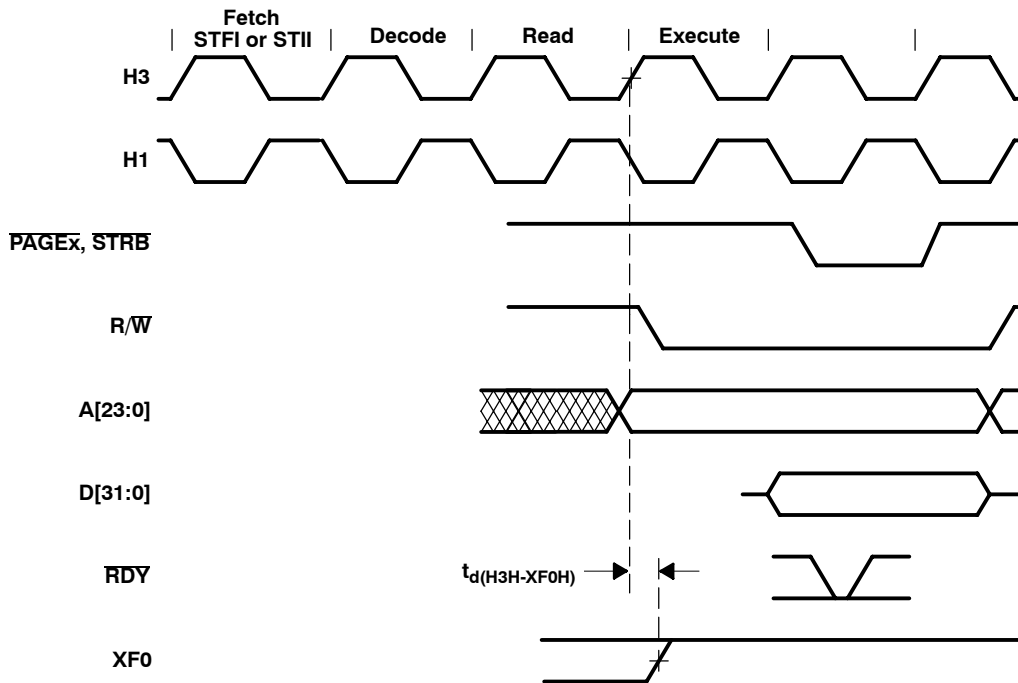 Fetch
STFI or STII
Decode
Read
Execute
H3
H1
PAGEx, STRB
R/W
A[23:0]
D[31:0]
RDY
td(H3H-XF0H)
XF0